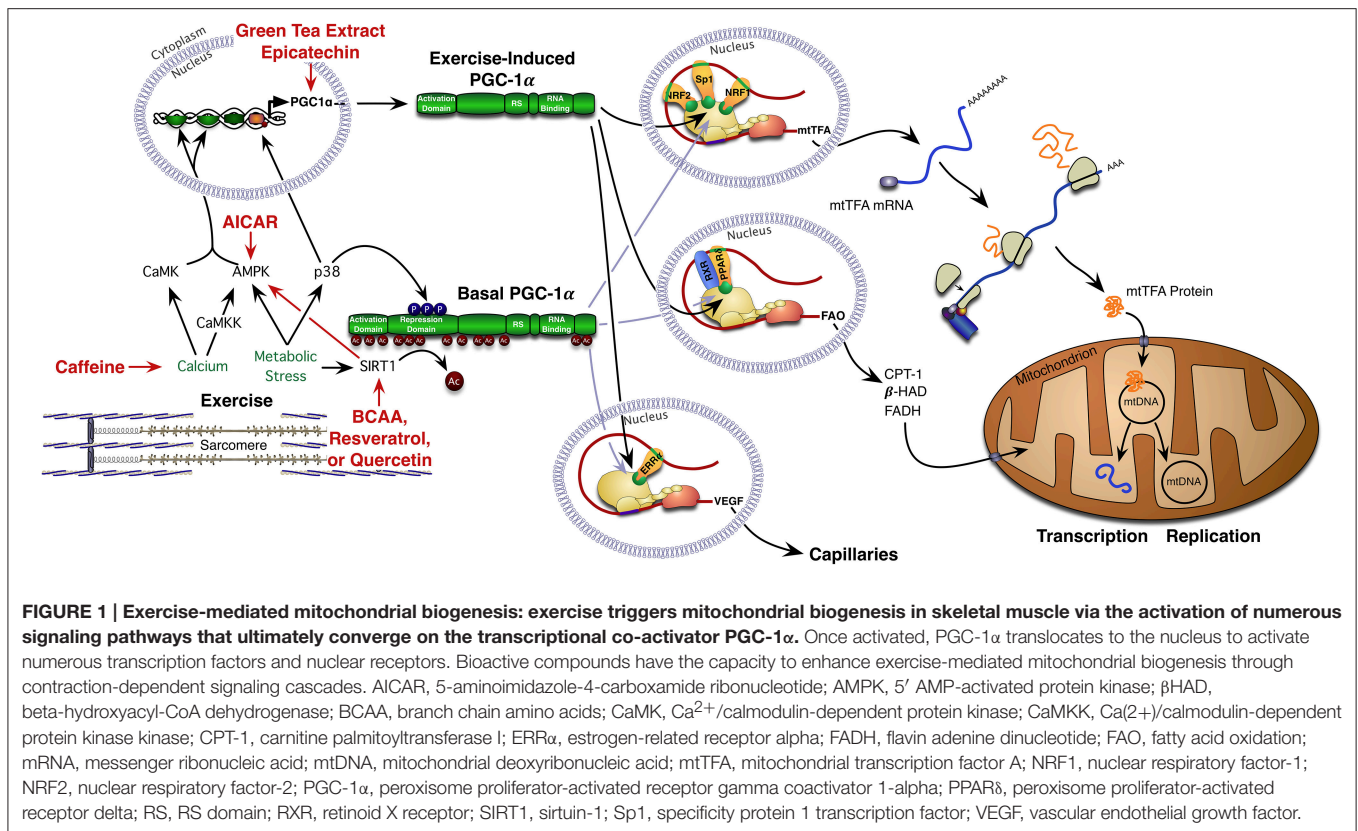 Cytoplasm
Nucleus
Green Tea Extract
Epicatechin
PGC1α
Exercise-Induced
PGC-1α
Activation
Domain
RS
RNA
Binding
Nucleus
NRF2
Sp1
NRF1
mtTFA
AAAAAAAA
mtTFA mRNA
AAA
mtTFA Protein
AICAR
CaMK
AMPK
p38
CaMKK
Caffeine
Calcium
Metabolic
Stress
SIRT1
Ac
Exercise
Sarcomere
BCAA,
Resveratrol,
or Quercetin
Basal PGC-1α
P P P
Activation
Domain
Repression
Domain
RS
RNA
Binding
Ac Ac Ac Ac Ac Ac Ac Ac Ac Ac Ac
Nucleus
RXR
PPARδ
FAO
CPT-1
β-HAD
FADH
Nucleus
ERRα
VEGF
Capillaries
Mitochondrion
mtDNA
mtDNA
Transcription
Replication
FIGURE 1 | Exercise-mediated mitochondrial biogenesis: exercise triggers mitochondrial biogenesis in skeletal muscle via the activation of numerous
signaling pathways that ultimately converge on the transcriptional co-activator PGC-1α. Once activated, PGC-1α translocates to the nucleus to activate
numerous transcription factors and nuclear receptors. Bioactive compounds have the capacity to enhance exercise-mediated mitochondrial biogenesis through
contraction-dependent signaling cascades. AICAR, 5-aminoimidazole-4-carboxamide ribonucleotide; AMPK, 5′ AMP-activated protein kinase; βHAD,
beta-hydroxyacyl-CoA dehydrogenase; BCAA, branch chain amino acids; CaMK, Ca2+/calmodulin-dependent protein kinase; CaMKK, Ca(2+)/calmodulin-dependent
protein kinase kinase; CPT-1, carnitine palmitoyltransferase I; ERRα, estrogen-related receptor alpha; FADH, flavin adenine dinucleotide; FAO, fatty acid oxidation;
mRNA, messenger ribonucleic acid; mtDNA, mitochondrial deoxyribonucleic acid; mtTFA, mitochondrial transcription factor A; NRF1, nuclear respiratory factor-1;
NRF2, nuclear respiratory factor-2; PGC-1α, peroxisome proliferator-activated receptor gamma coactivator 1-alpha; PPARδ, peroxisome proliferator-activated
receptor delta; RS, RS domain; RXR, retinoid X receptor; SIRT1, sirtuin-1; Sp1, specificity protein 1 transcription factor; VEGF, vascular endothelial growth factor.